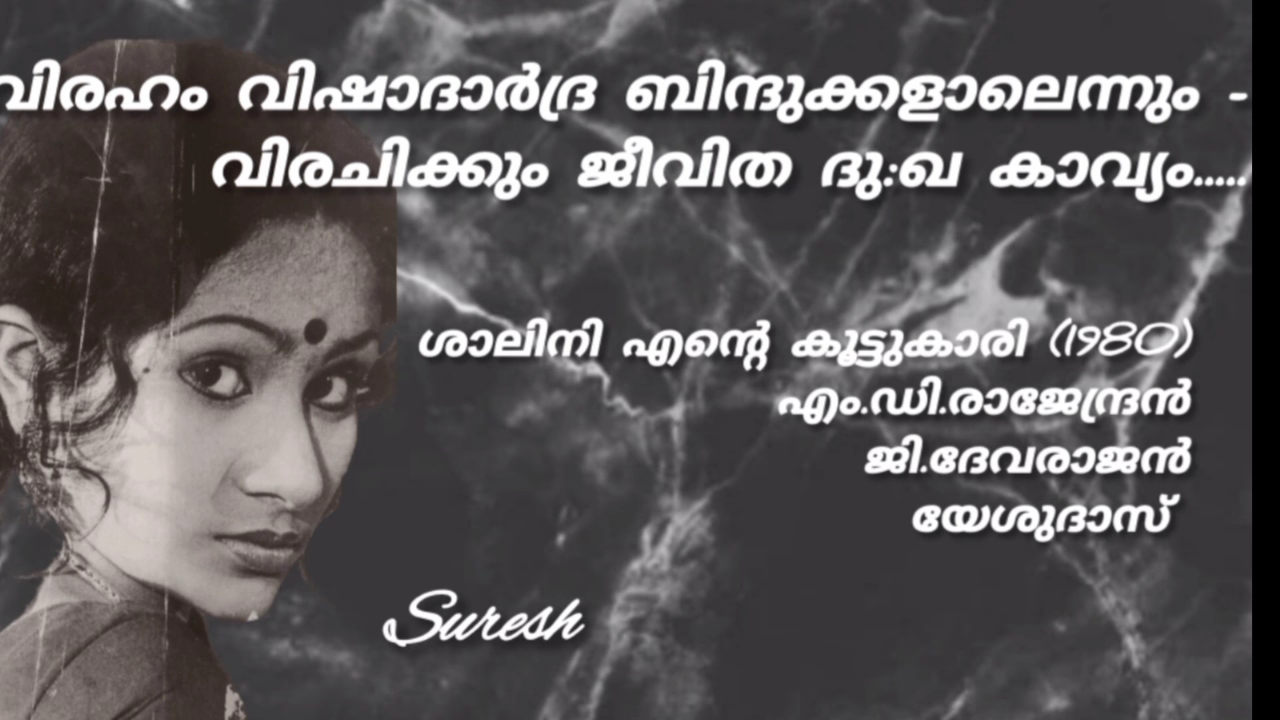 വിരഹം വിഷാദാർദ്ര ബിന്ദുക്കളാലെന്നും -
വിരചിക്കും ജീവിത ദു:ഖ കാവ്യം.....
ശാലിനി എന്റെ കൂട്ടുകാരി (1980)
എം.ഡി.രാജേന്ദ്രൻ
ജി.ദേവരാജൻ
യേശുദാസ്
Suresh